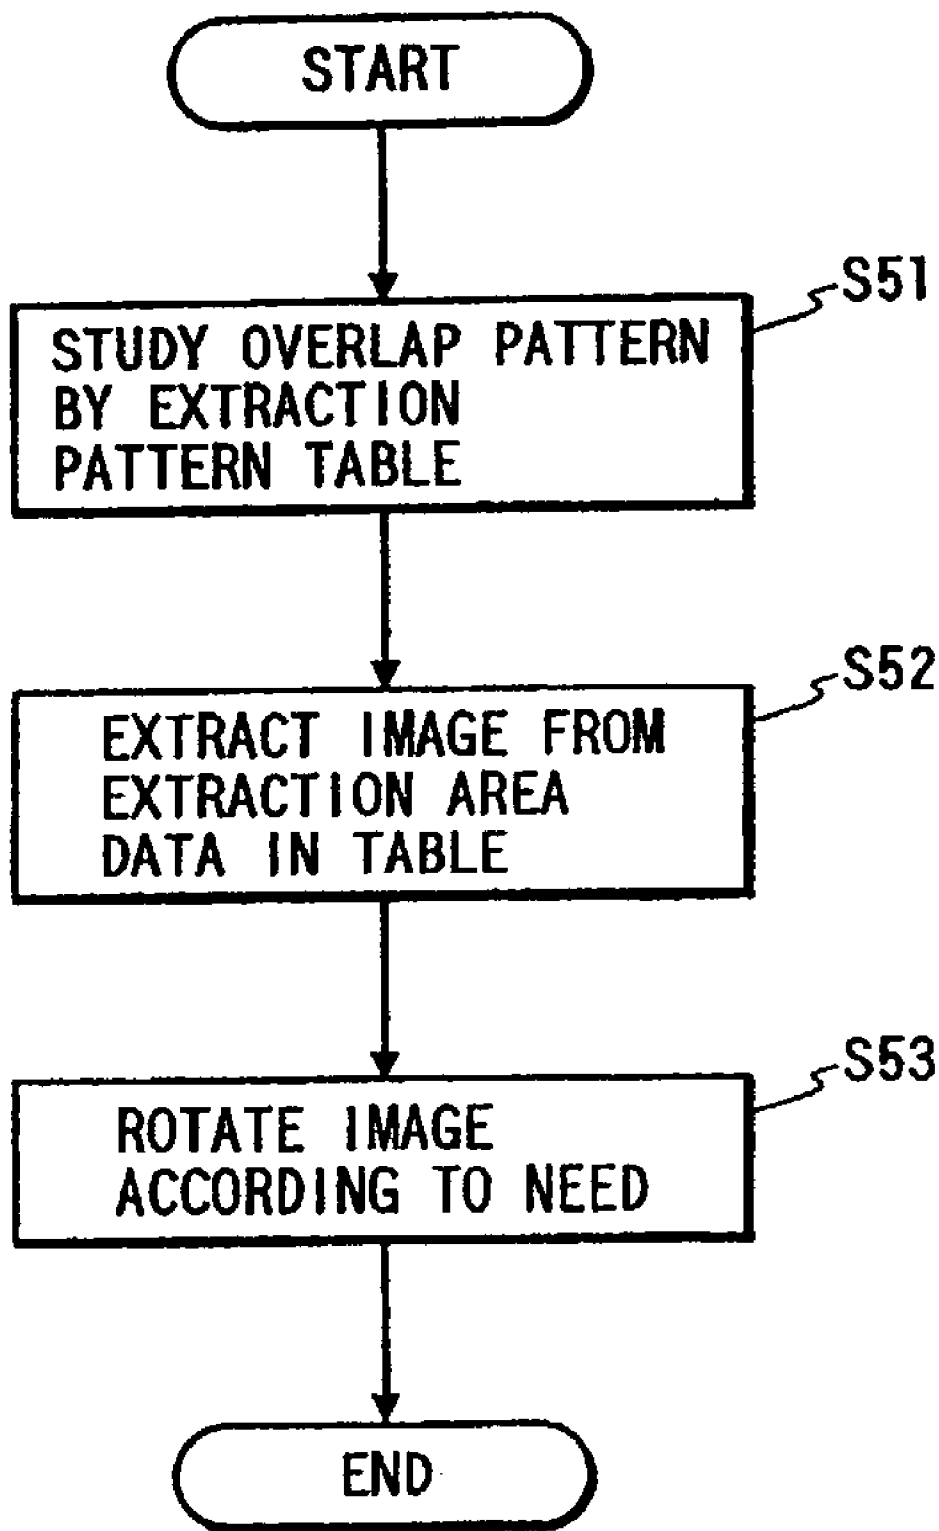 START
S51
STUDY OVERLAP PATTERN
BY EXTRACTION
PATTERN TABLE
S52
EXTRACT IMAGE FROM
EXTRACTION AREA
DATA IN TABLE
S53
ROTATE IMAGE
ACCORDING TO NEED
END